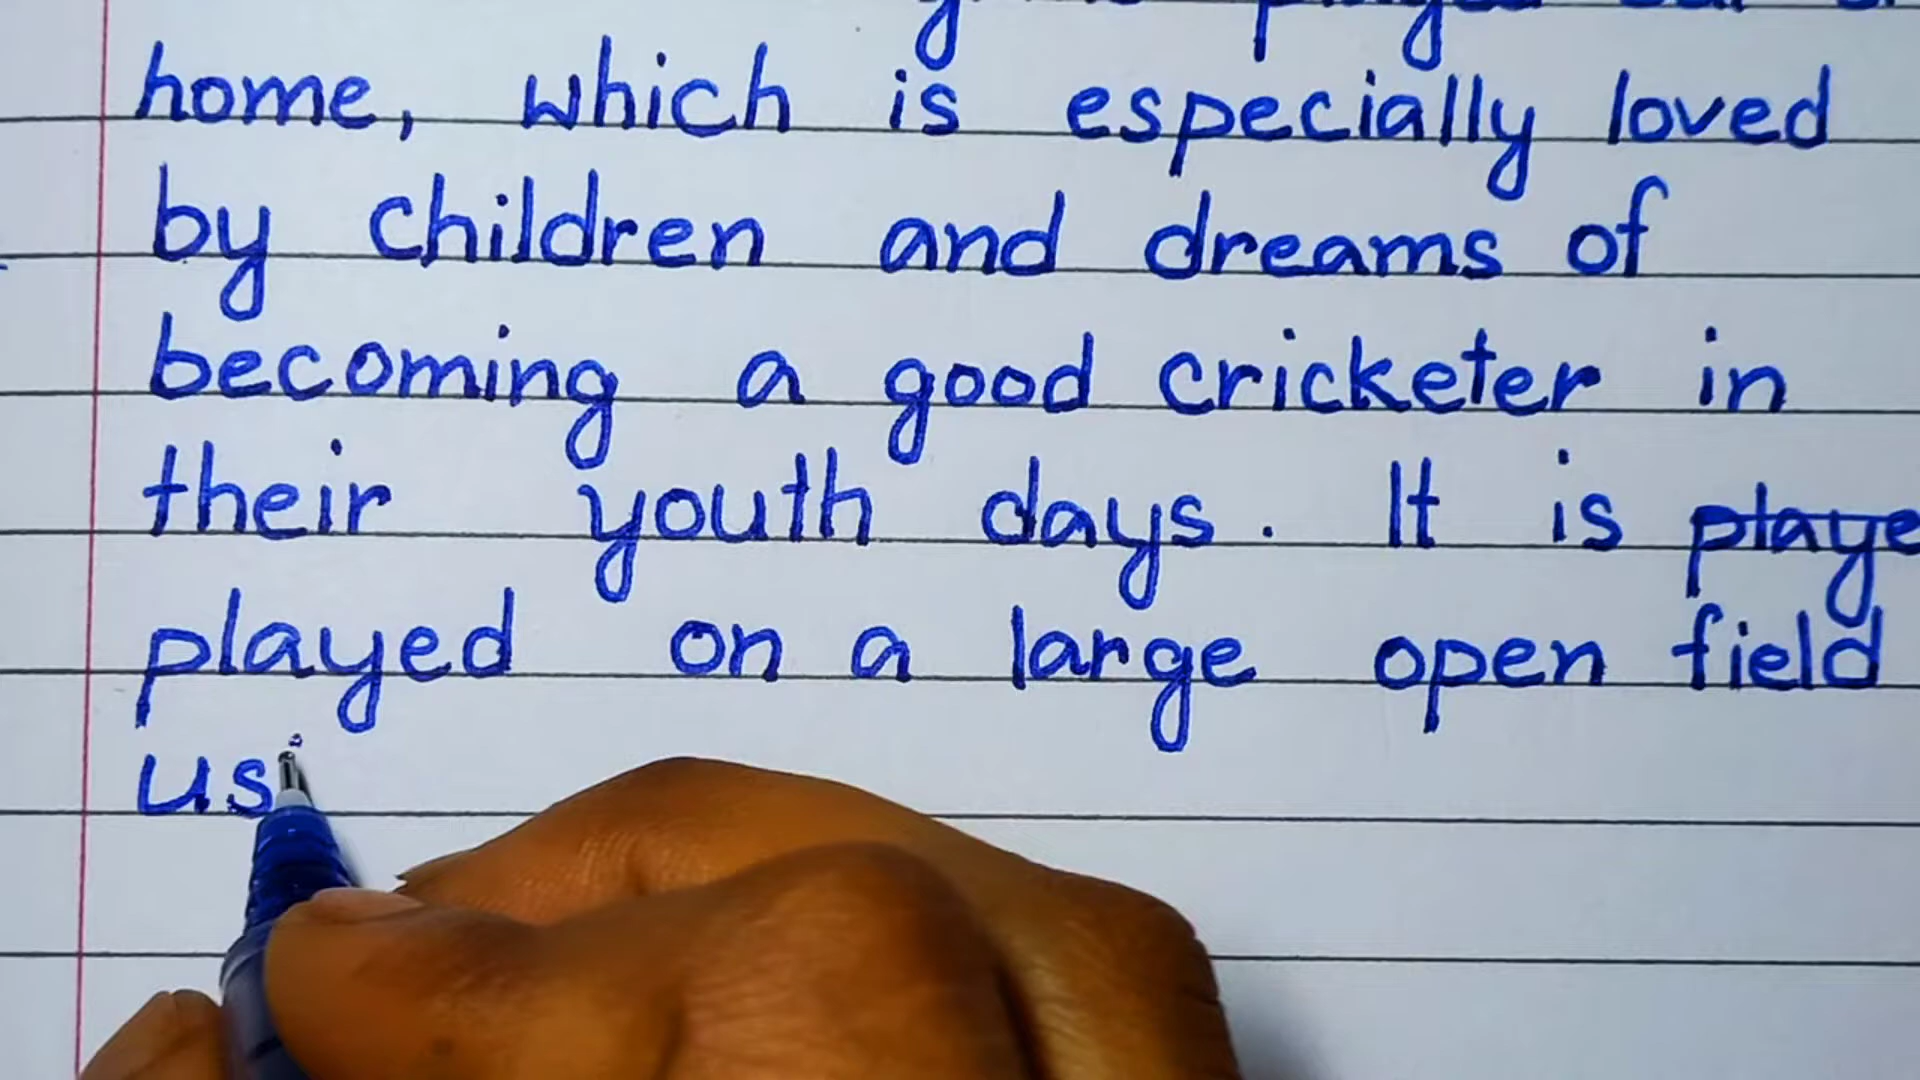 home, which is especially loved
by children and dreams of
becoming a good cricketer in
their youth days. It is playe
played on a large open field
us